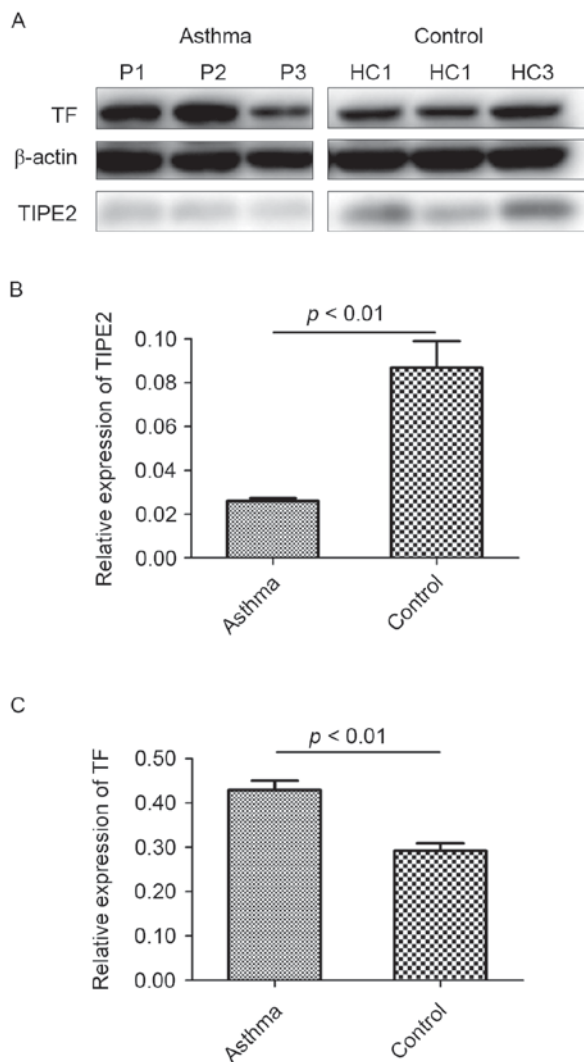 A
Asthma Control
P1 P2 P3 HC1 HC1 HC3
TF
β-actin
TIPE2
B
p < 0.01
Relative expression of TIPE2
0.10
0.08
0.06
0.04
0.02
0.00
Asthma
Control
C
p < 0.01
Relative expression of TF
0.50
0.40
0.30
0.20
0.10
0.00
Asthma
Control